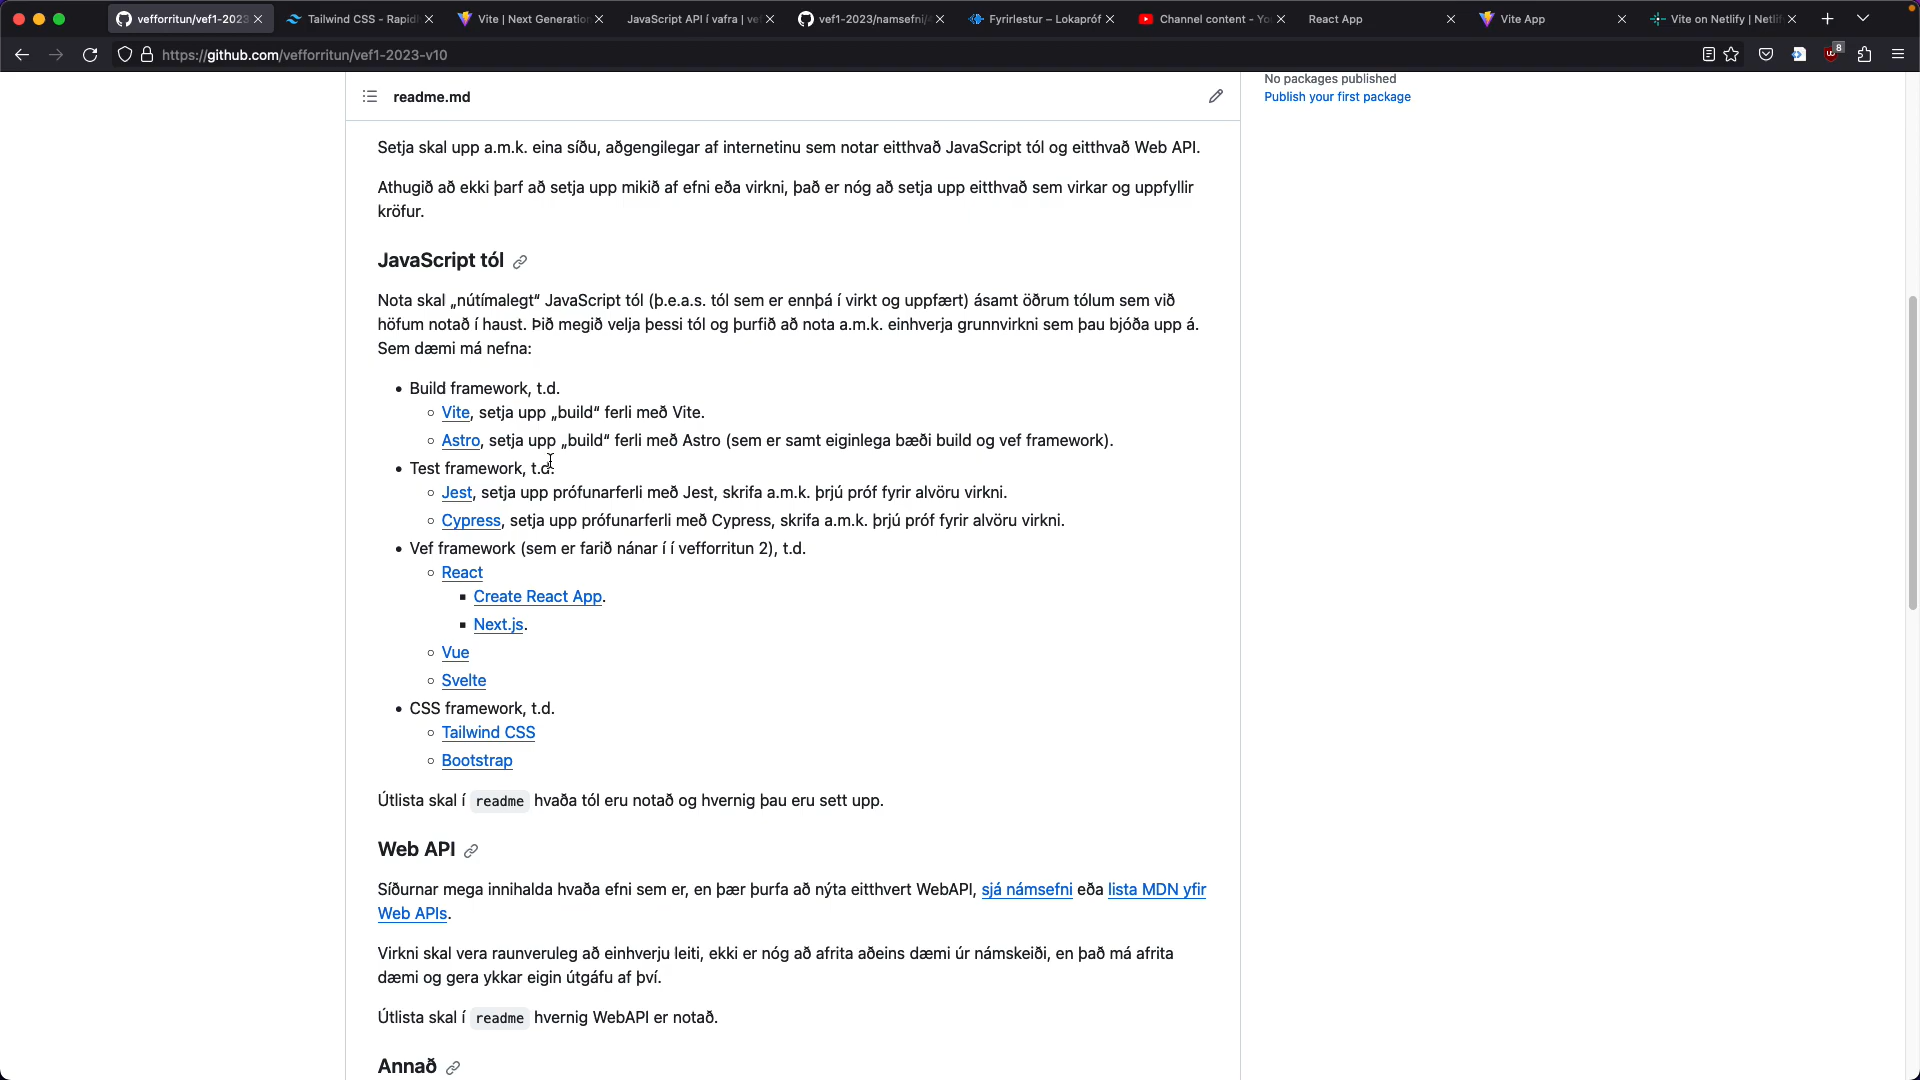 vefforritun/vef1-2023
Tailwind CSS - Rapidl
Vite | Next Generation
JavaScript API í vafra | vef
vef1-2023/namsefni/
Fyrirlestur – Lokapróf
Channel content - Yo
React App
Vite App
Vite on Netlify | Netlif
https://github.com/vefforritun/vef1-2023-v10
8
No packages published
Publish your first package
readme.md
Setja skal upp a.m.k. eina síðu, aðgengilegar af internetinu sem notar eitthvað JavaScript tól og eitthvað Web API.
Athugið að ekki þarf að setja upp mikið af efni eða virkni, það er nóg að setja upp eitthvað sem virkar og uppfyllir
kröfur.
JavaScript tól
Nota skal „nútímalegt“ JavaScript tól (þ.e.a.s. tól sem er ennþá í virkt og uppfært) ásamt öðrum tólum sem við
höfum notað í haust. Þið megið velja þessi tól og þurfið að nota a.m.k. einhverja grunnvirkni sem þau bjóða upp á.
Sem dæmi má nefna:
Build framework, t.d.
Vite, setja upp „build“ ferli með Vite.
Astro, setja upp „build“ ferli með Astro (sem er samt eiginlega bæði build og vef framework).
Test framework, t.d.
Jest, setja upp prófunarferli með Jest, skrifa a.m.k. þrjú próf fyrir alvöru virkni.
Cypress, setja upp prófunarferli með Cypress, skrifa a.m.k. þrjú próf fyrir alvöru virkni.
Vef framework (sem er farið nánar í í vefforritun 2), t.d.
React
Create React App.
Next.js.
Vue
Svelte
CSS framework, t.d.
Tailwind CSS
Bootstrap
Útlista skal í readme hvaða tól eru notað og hvernig þau eru sett upp.
Web API
Síðurnar mega innihalda hvaða efni sem er, en þær þurfa að nýta eitthvert WebAPI, sjá námsefni eða lista MDN yfir
Web APIs.
Virkni skal vera raunveruleg að einhverju leiti, ekki er nóg að afrita aðeins dæmi úr námskeiði, en það má afrita
dæmi og gera ykkar eigin útgáfu af því.
Útlista skal í readme hvernig WebAPI er notað.
Annað